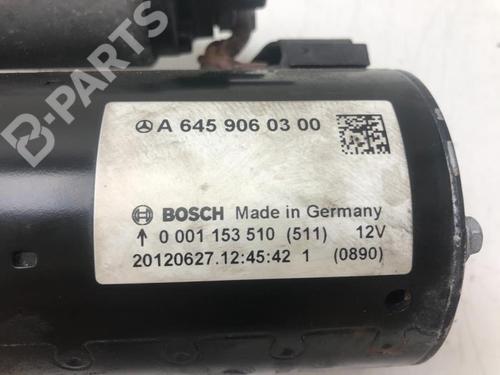 B-PARTS
A 645 906 03 00
BOSCH Made in Germany
↑ 0 001 153 510 (511) 12V
20120627.12:45:42 1 (0890)
B-PARTS